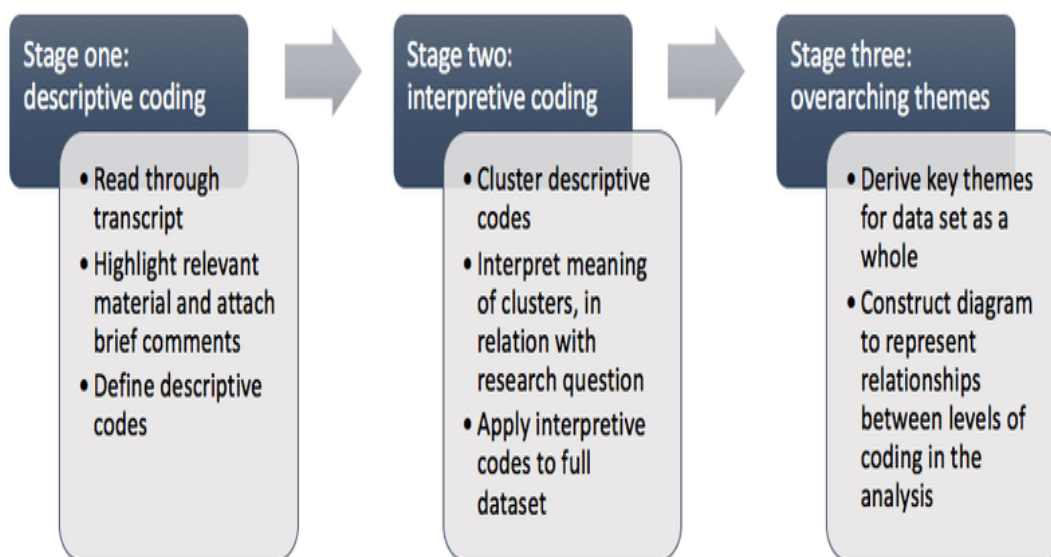 Stage one:
descriptive coding
• Read through
transcript
• Highlight relevant
material and attach
brief comments
• Define descriptive
codes
Stage two:
interpretive coding
• Cluster descriptive
codes
• Interpret meaning
of clusters, in
relation with
research question
• Apply interpretive
codes to full
dataset
Stage three:
overarching themes
• Derive key themes
for data set as a
whole
• Construct diagram
to represent
relationships
between levels of
coding in the
analysis